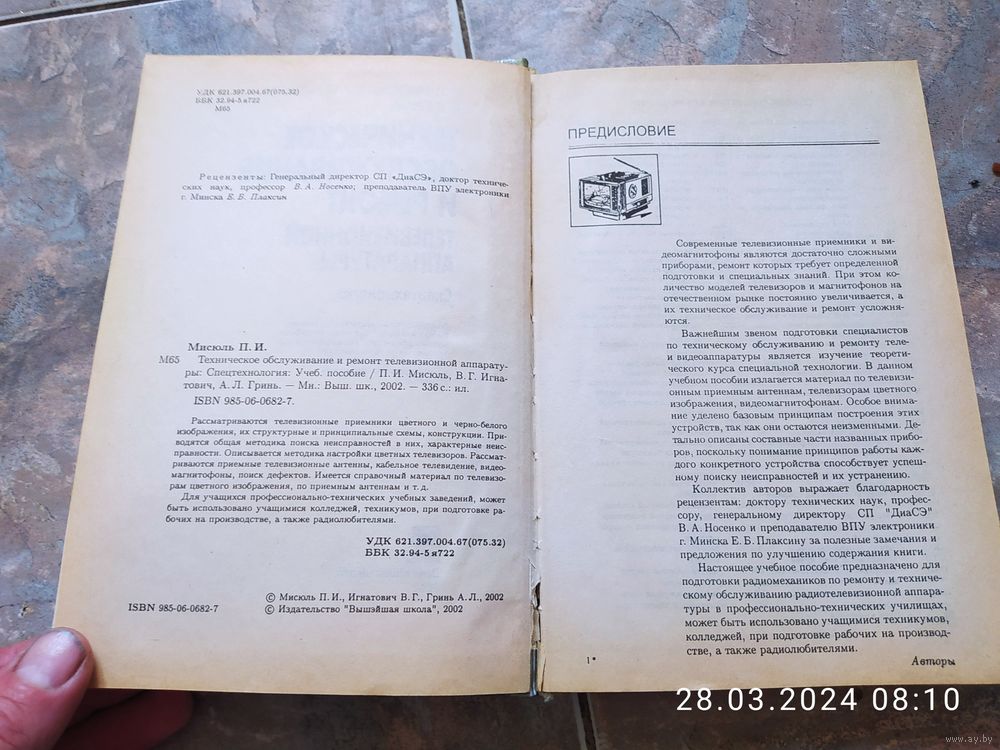 УДК 621.397.004.67(075.32)
ББК 32.94-5я722
М65
Рецензенты: Генеральный директор СП «ДиаСЭ», доктор техниче-
ских наук, профессор В. А. Носенко; преподаватель ВПУ электроники
г. Минска Е. Б. Плаксин
Мисюль П. И.
М65 Техническое обслуживание и ремонт телевизионной аппарату-
ры: Спецтехнология: Учеб. пособие / П. И. Мисюль, В. Г. Игна-
тович, А. Л. Гринь. — Мн.: Выш. шк., 2002. — 336 с.: ил.
ISBN 985-06-0682-7.
Рассматриваются телевизионные приемники цветного и черно-белого
изображения, их структурные и принципиальные схемы, конструкции. При-
водятся общая методика поиска неисправностей в них, характерные неис-
правности. Описывается методика настройки цветных телевизоров. Рассмат-
риваются приемные телевизионные антенны, кабельное телевидение, видео-
магнитофоны, поиск дефектов. Имеется справочный материал по телевизо-
рам цветного изображения, по приемным антеннам и т. д.
Для учащихся профессионально-технических учебных заведений, может
быть использовано учащимися колледжей, техникумов, при подготовке ра-
бочих на производстве, а также радиолюбителями.
УДК 621.397.004.67(075.32)
ББК 32.94-5я722
© Мисюль П. И., Игнатович В. Г., Гринь А. Л., 2002
ISBN 985-06-0682-7 © Издательство "Вышэйшая школа", 2002
ПРЕДИСЛОВИЕ
Современные телевизионные приемники и ви-
деомагнитофоны являются достаточно сложными
приборами, ремонт которых требует определенной
подготовки и специальных знаний. При этом ко-
личество моделей телевизоров и магнитофонов на
отечественном рынке постоянно увеличивается, а
их техническое обслуживание и ремонт усложня-
ются.
Важнейшим звеном подготовки специалистов
по техническому обслуживанию и ремонту теле-
и видеоаппаратуры является изучение теорети-
ческого курса специальной технологии. В данном
учебном пособии излагается материал по телевизи-
онным приемным антеннам, телевизорам цветного
изображения, видеомагнитофонам. Особое внима-
ние уделено базовым принципам построения этих
устройств, так как они остаются неизменными. Де-
тально описаны составные части названных прибо-
ров, поскольку понимание принципов работы каж-
дого конкретного устройства способствует успеш-
ному поиску неисправностей и их устранению.
Коллектив авторов выражает благодарность
рецензентам: доктору технических наук, профес-
сору, генеральному директору СП "ДиаСЭ"
В. А. Носенко и преподавателю ВПУ электроники
г. Минска Е. Б. Плаксину за полезные замечания и
предложения по улучшению содержания книги.
Настоящее учебное пособие предназначено для
подготовки радиомехаников по ремонту и техниче-
скому обслуживанию радиотелевизионной аппара-
туры в профессионально-технических училищах,
может быть использовано учащимися техникумов,
колледжей, при подготовке рабочих на производ-
стве, а также радиолюбителями.
1* Авторы
28.03.2024 08:10
www.ay.by